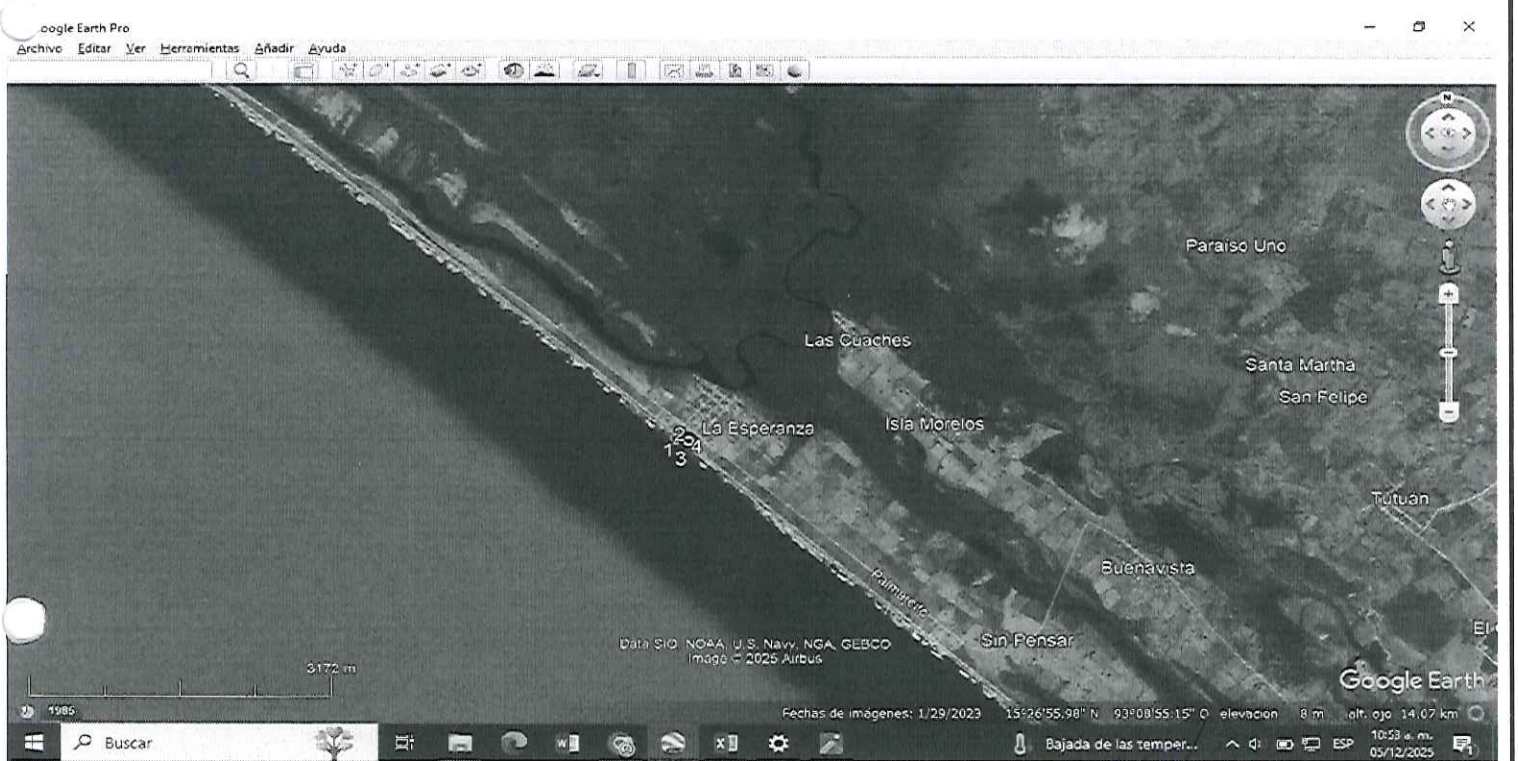 oogle Earth Pro
Archivo Editar Ver Herramientas Añadir Ayuda
N
Paraiso Uno
Las Cuaches
Santa Martha
San Felipe
La Esperanza
Isla Morelos
2
1
4
3
Tutuán
Buenavista
Palmarcito
Sin Pensar
El
Data SIO, NOAA, U.S. Navy, NGA, GEBCO
Image © 2025 Airbus
3172 m
Google Earth
1985
Fechas de imágenes: 1/29/2023 15°26'55.98" N 93°08'55.15" O elevación 8 m alt. ojo 14.07 km
Buscar
Bajada de las temper...
ESP
10:53 a. m.
05/12/2025